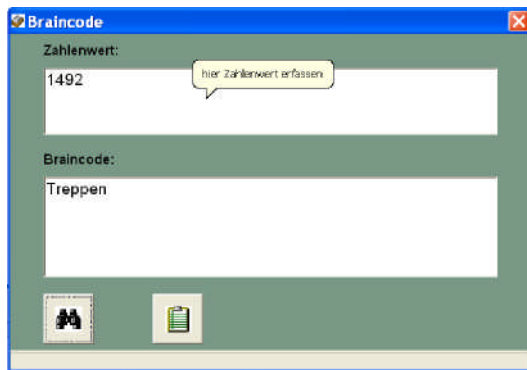 Braincode
Zahlenwert:
hier Zahlenwert erfassen
1492
Braincode:
Treppen